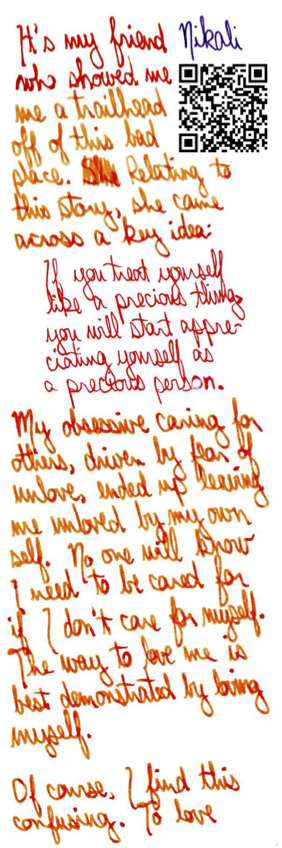 It's my friend Nikali
who showed me
me a trailhead
off of this bad
place. Relating to
this story, she came
across a key idea:
If you treat yourself
like a precious thing
you will start appre-
ciating yourself as
a precious person.
My obsessive caring for
others, driven by fear of
unlove, ended up leaving
me unloved by my own
self. No one will know
I need to be cared for
if I don't care for myself.
The way to love me is
best demonstrated by loving
myself.
Of course, I find this
confusing. To love